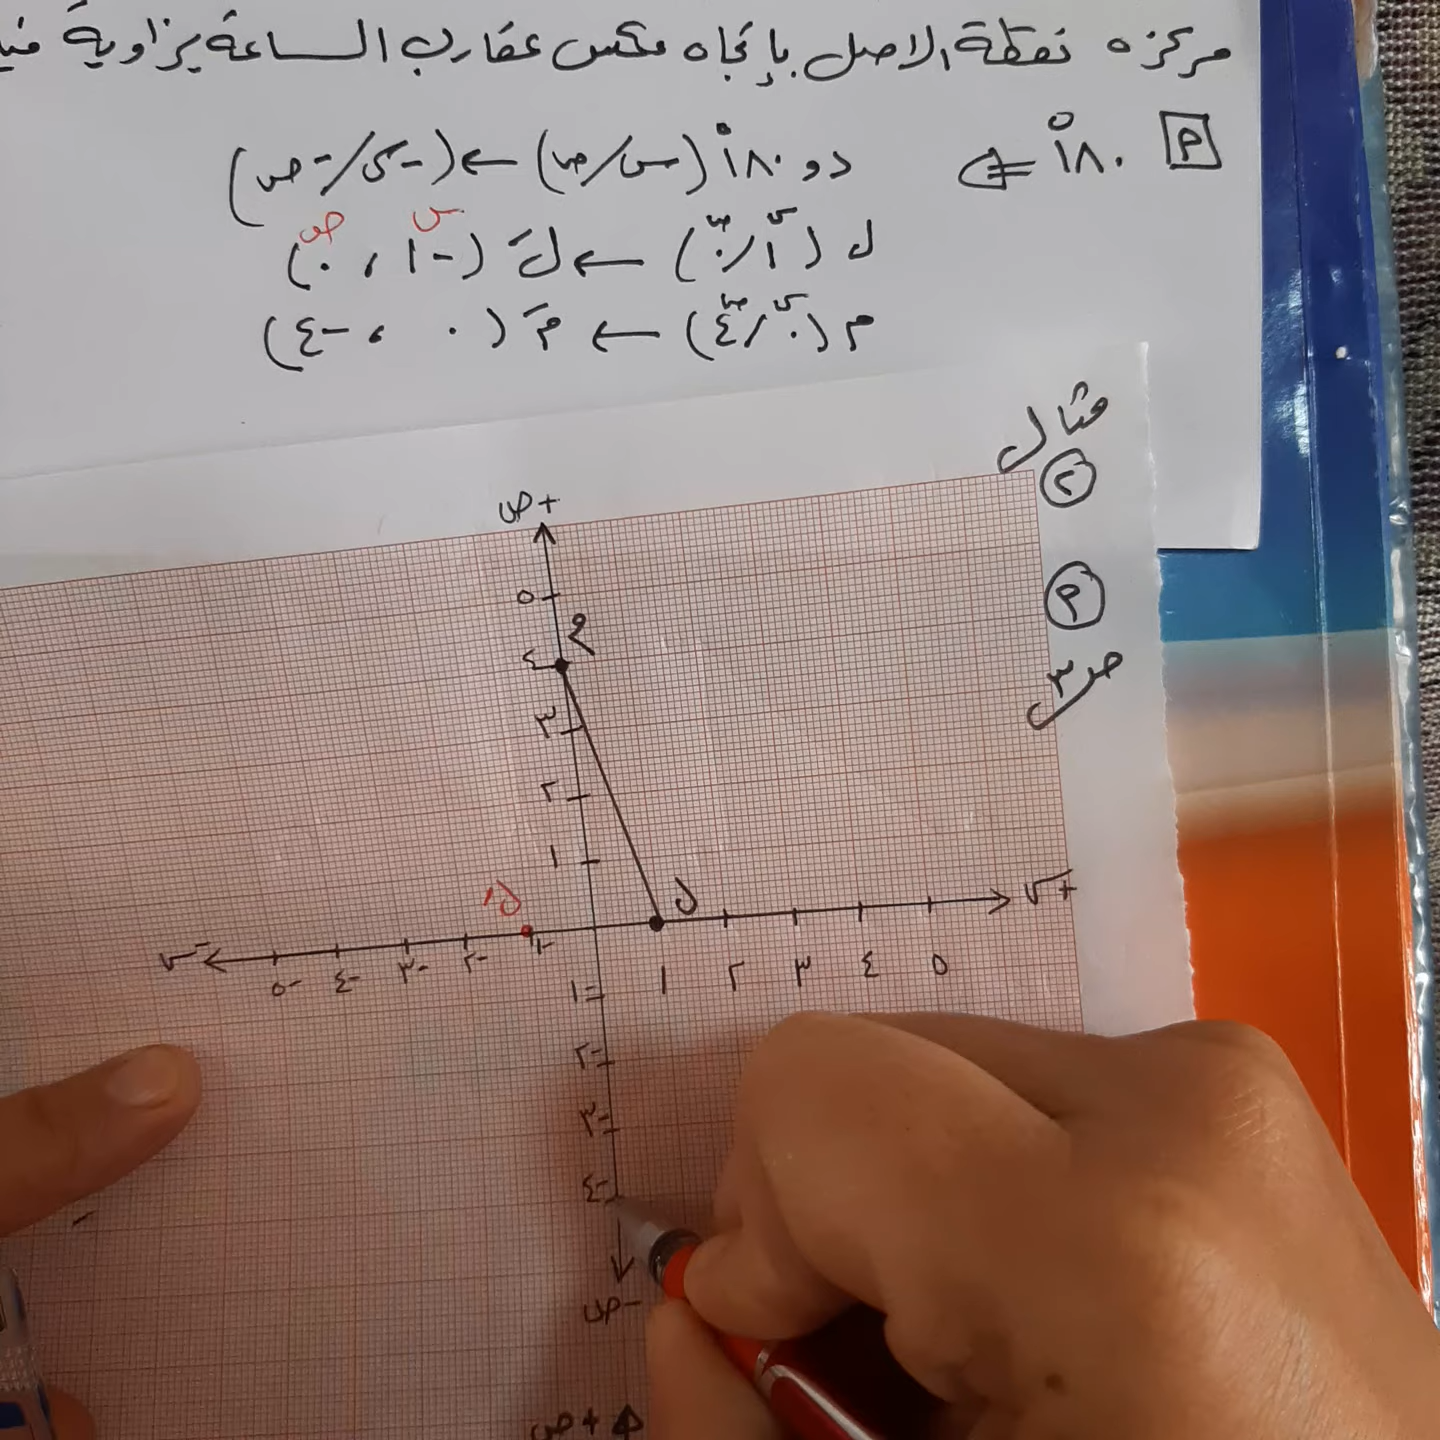 مركزه نقطة الاصل بإتجاه عكس عقارب الساعة بزاوية
م ١٨٠° ⇐ دو ١٨٠° (س/ص) ← (-س/-ص)
س ص س ص
ل (١/٠) ← لَ (-١ ، ٠)
س ص
م (٠/٤) ← مَ (٠ ، -٤)
مثال
٢
م
ص٣
ص+
٥
م
٤
٣
٢
١
ل' ل س+
س- -٥ -٤ -٣ -٢ -١ ١ ٢ ٣ ٤ ٥
-١
-٢
-٣
-٤
ص-
ص+